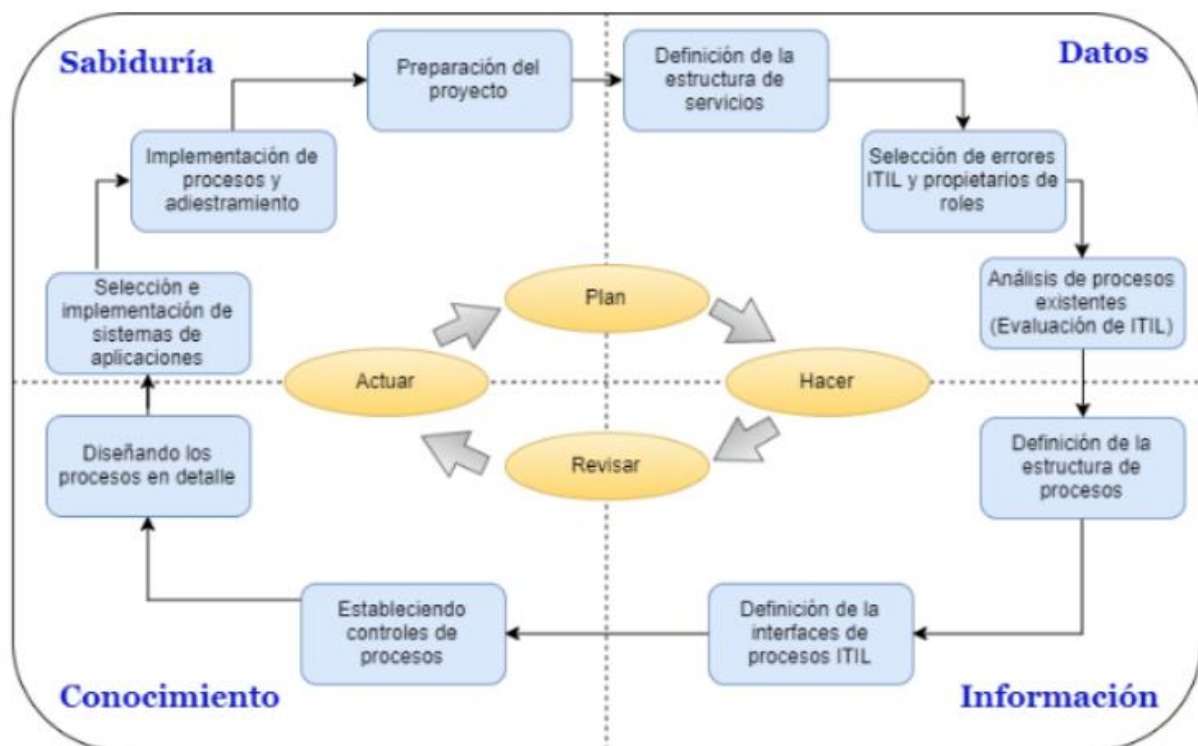 Sabiduría
Datos
Preparación del
proyecto
Definición de la
estructura de
servicios
Implementación de
procesos y
adiestramiento
Selección de errores
ITIL y propietarios de
roles
Selección e
implementación de
sistemas de
aplicaciones
Plan
Análisis de procesos
existentes
(Evaluación de ITIL)
Actuar
Hacer
Revisar
Diseñando los
procesos en detalle
Definición de la
estructura de
procesos
Estableciendo
controles de
procesos
Definición de la
interfaces de
procesos ITIL
Conocimiento
Información